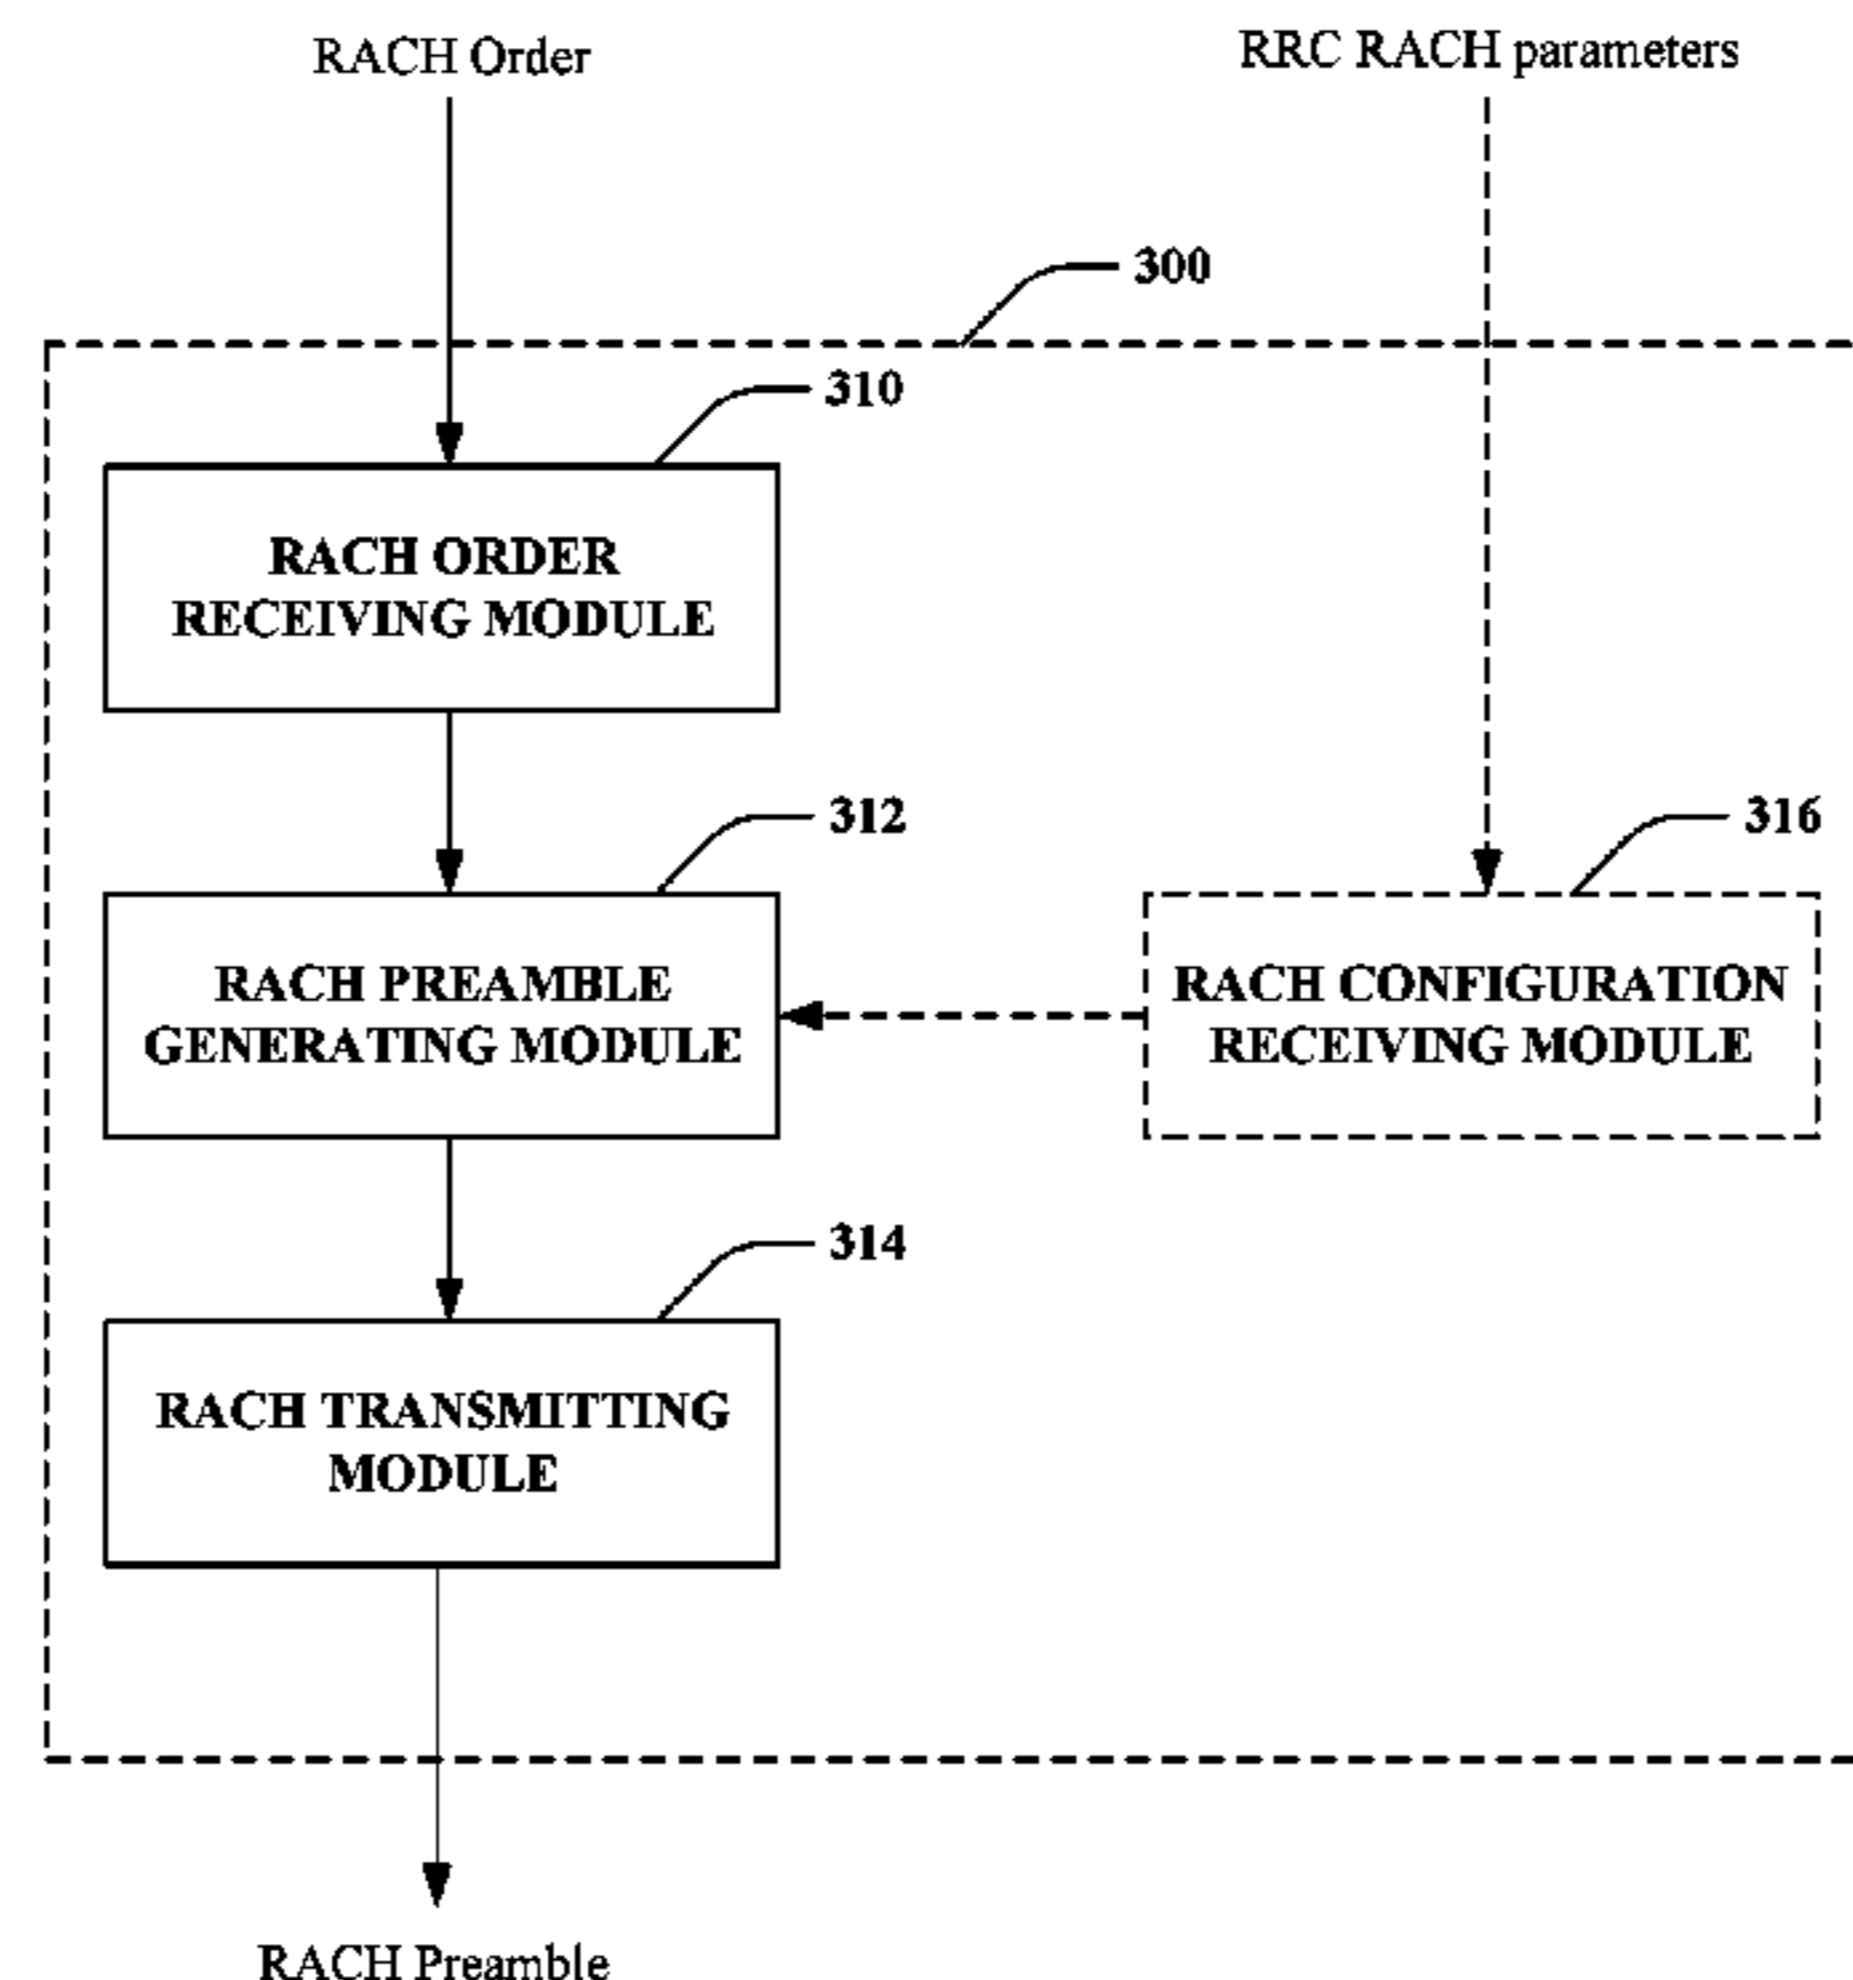 RACH Order
RRC RACH parameters
300
310
RACH ORDER
RECEIVING MODULE
312
316
RACH PREAMBLE
GENERATING MODULE
RACH CONFIGURATION
RECEIVING MODULE
314
RACH TRANSMITTING
MODULE
RACH Preamble